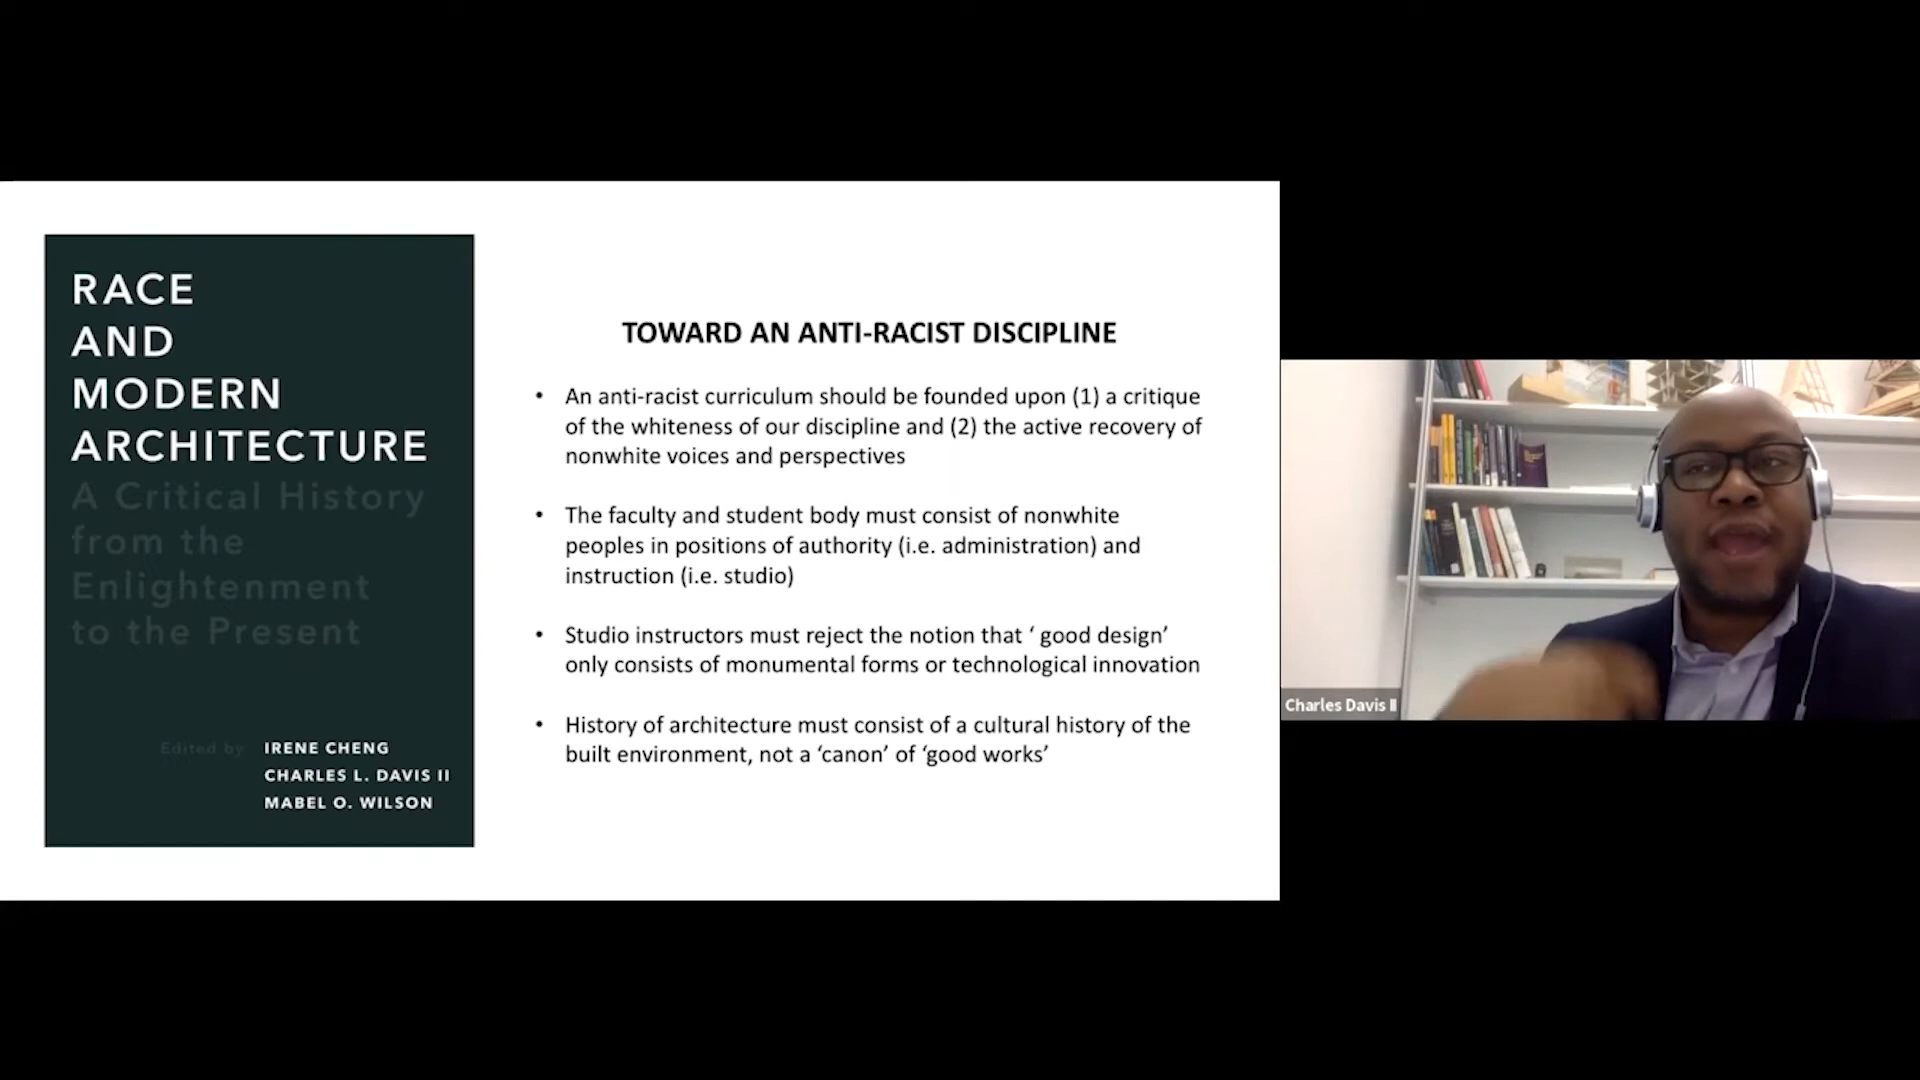 RACE
AND
MODERN
ARCHITECTURE
A Critical History
from the
Enlightenment
to the Present
Edited by IRENE CHENG
CHARLES L. DAVIS II
MABEL O. WILSON
TOWARD AN ANTI-RACIST DISCIPLINE
• An anti-racist curriculum should be founded upon (1) a critique
of the whiteness of our discipline and (2) the active recovery of
nonwhite voices and perspectives
• The faculty and student body must consist of nonwhite
peoples in positions of authority (i.e. administration) and
instruction (i.e. studio)
• Studio instructors must reject the notion that ‘ good design’
only consists of monumental forms or technological innovation
• History of architecture must consist of a cultural history of the
built environment, not a ‘canon’ of ‘good works’
Charles Davis II